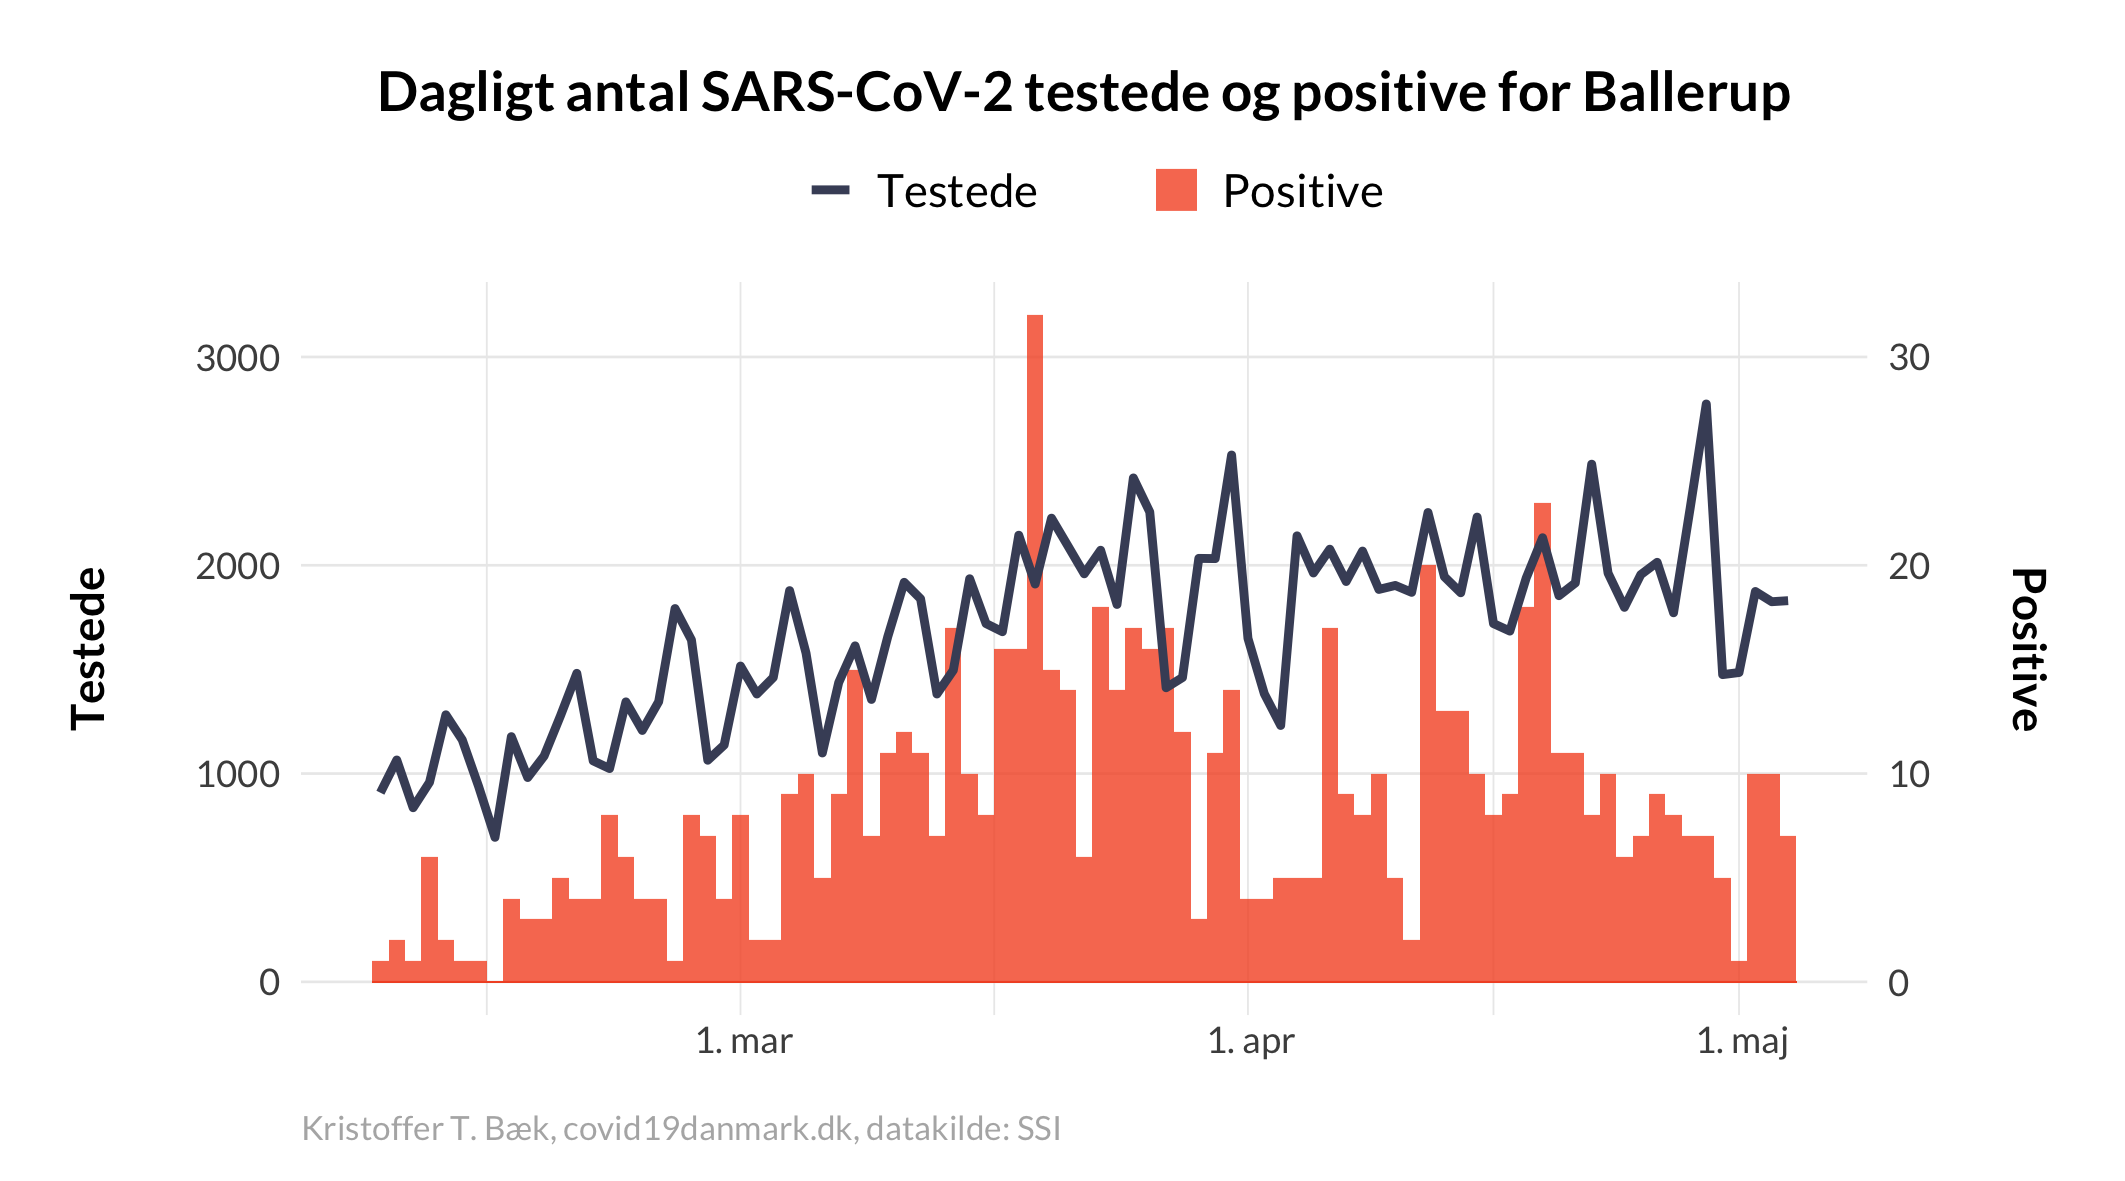 Dagligt antal SARS-CoV-2 testede og positive for Ballerup
Testede Positive
3000 30
2000 20
1000 10
0 0
Testede
Positive
1. mar 1. apr 1. maj
Kristoffer T. Bæk, covid19danmark.dk, datakilde: SSI